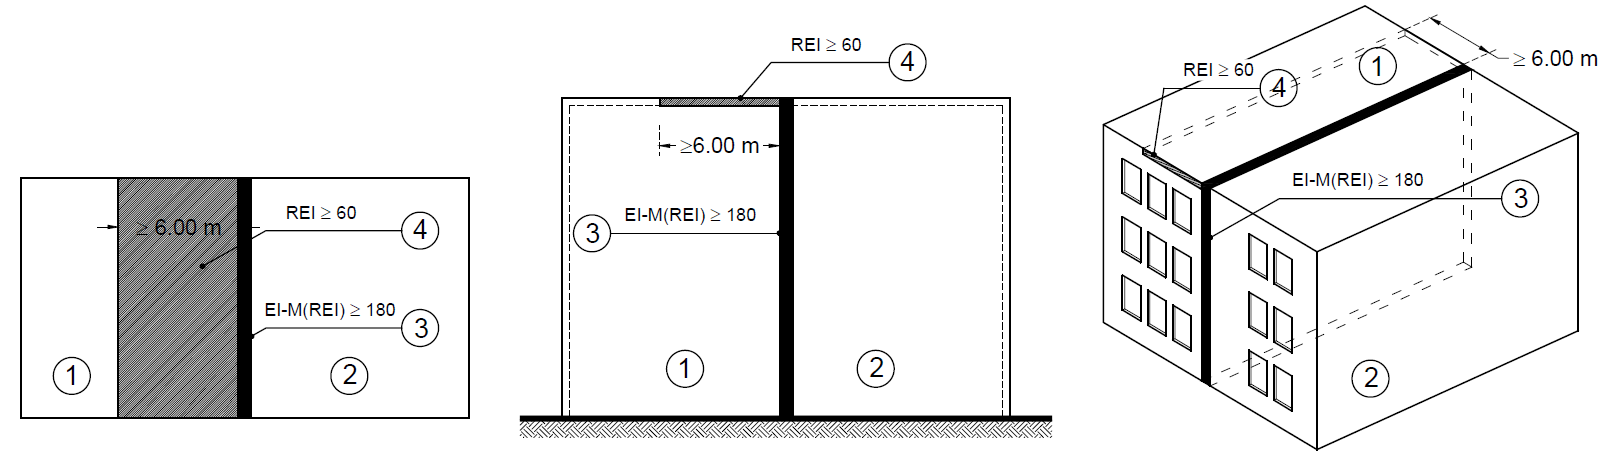 ≥ 6.00 m
REI ≥ 60
4
EI-M(REI) ≥ 180
3
1
2
REI ≥ 60
4
≥6.00 m
EI-M(REI) ≥ 180
3
1
2
≥ 6.00 m
1
REI ≥ 60
4
EI-M(REI) ≥ 180
3
2